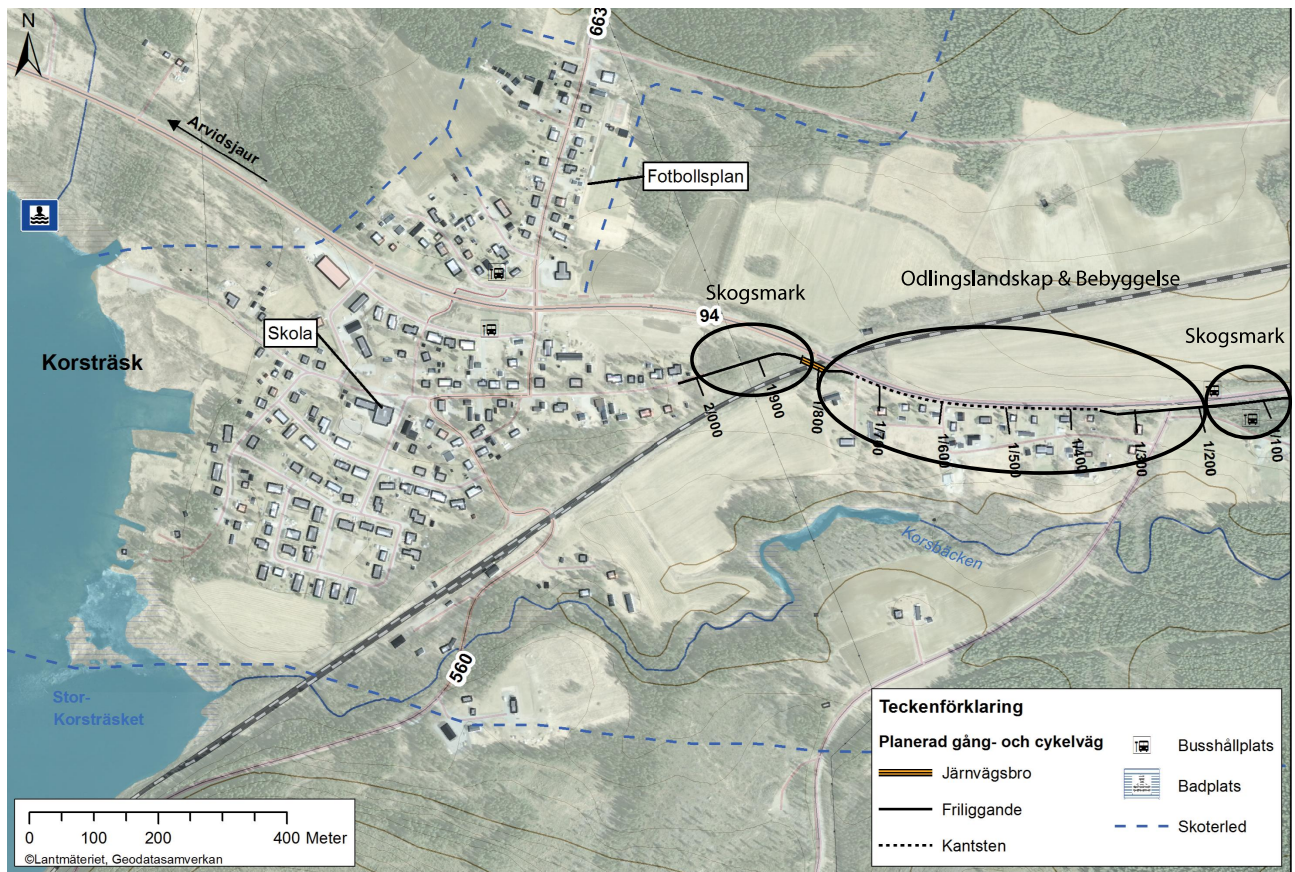 N
663
Arvidsjaur
Fotbollsplan
Odlingslandskap & Bebyggelse
Skogsmark
94
Skogsmark
Skola
Korsträsk
2/000
1/900
1/800
1/700
1/600
1/500
1/400
1/300
1/200
1/100
Korsbäcken
560
Stor-
Korsträsket
Teckenförklaring
Planerad gång- och cykelväg
Järnvägsbro
Friliggande
Kantsten
Busshållplats
Badplats
Skoterled
0 100 200 400 Meter
©Lantmäteriet, Geodatasamverkan